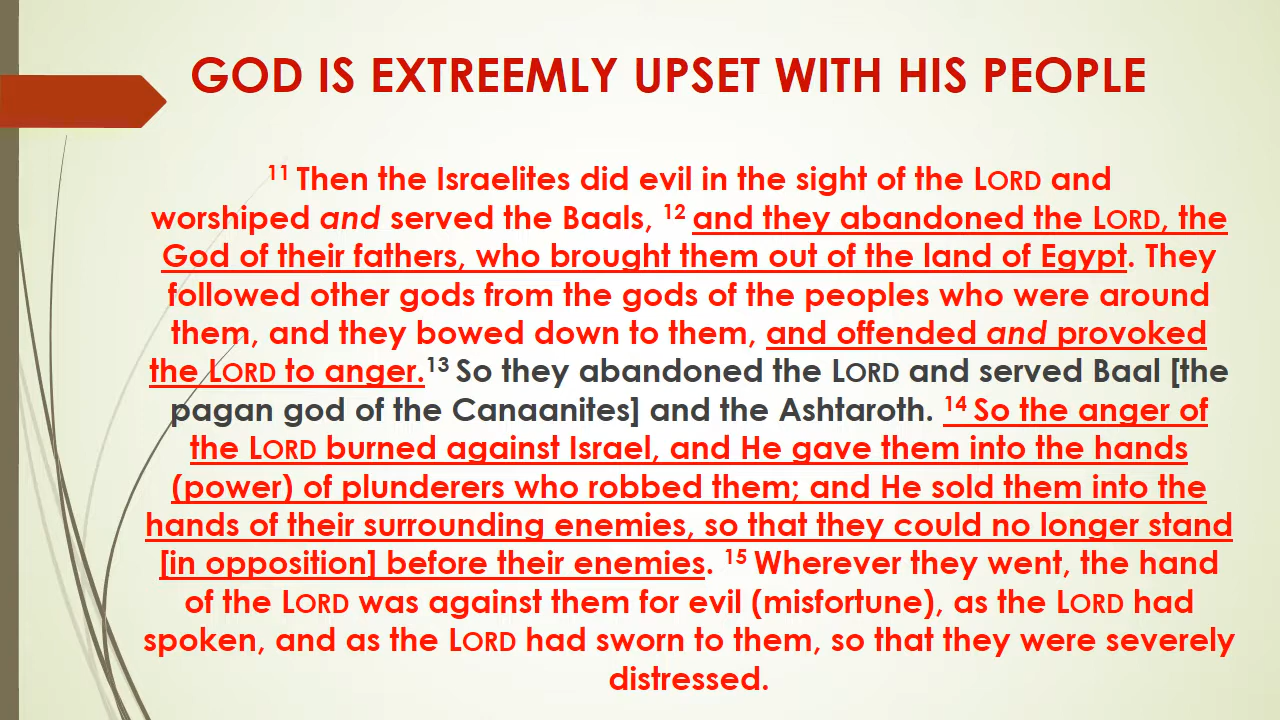 GOD IS EXTREEMLY UPSET WITH HIS PEOPLE
11 Then the Israelites did evil in the sight of the LORD and
worshiped and served the Baals, 12 and they abandoned the LORD, the
God of their fathers, who brought them out of the land of Egypt. They
followed other gods from the gods of the peoples who were around
them, and they bowed down to them, and offended and provoked
the LORD to anger.13 So they abandoned the LORD and served Baal [the
pagan god of the Canaanites] and the Ashtaroth. 14 So the anger of
the LORD burned against Israel, and He gave them into the hands
(power) of plunderers who robbed them; and He sold them into the
hands of their surrounding enemies, so that they could no longer stand
[in opposition] before their enemies. 15 Wherever they went, the hand
of the LORD was against them for evil (misfortune), as the LORD had
spoken, and as the LORD had sworn to them, so that they were severely
distressed.